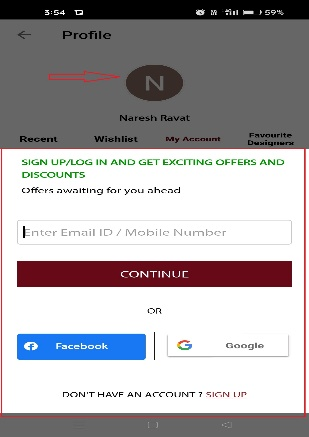 3:54
59%
Profile
N
Naresh Ravat
Recent Wishlist My Account Favourite Designers
SIGN UP/LOG IN AND GET EXCITING OFFERS AND
DISCOUNTS
Offers awaiting for you ahead
Enter Email ID / Mobile Number
CONTINUE
OR
Facebook Google
DON'T HAVE AN ACCOUNT ? SIGN UP